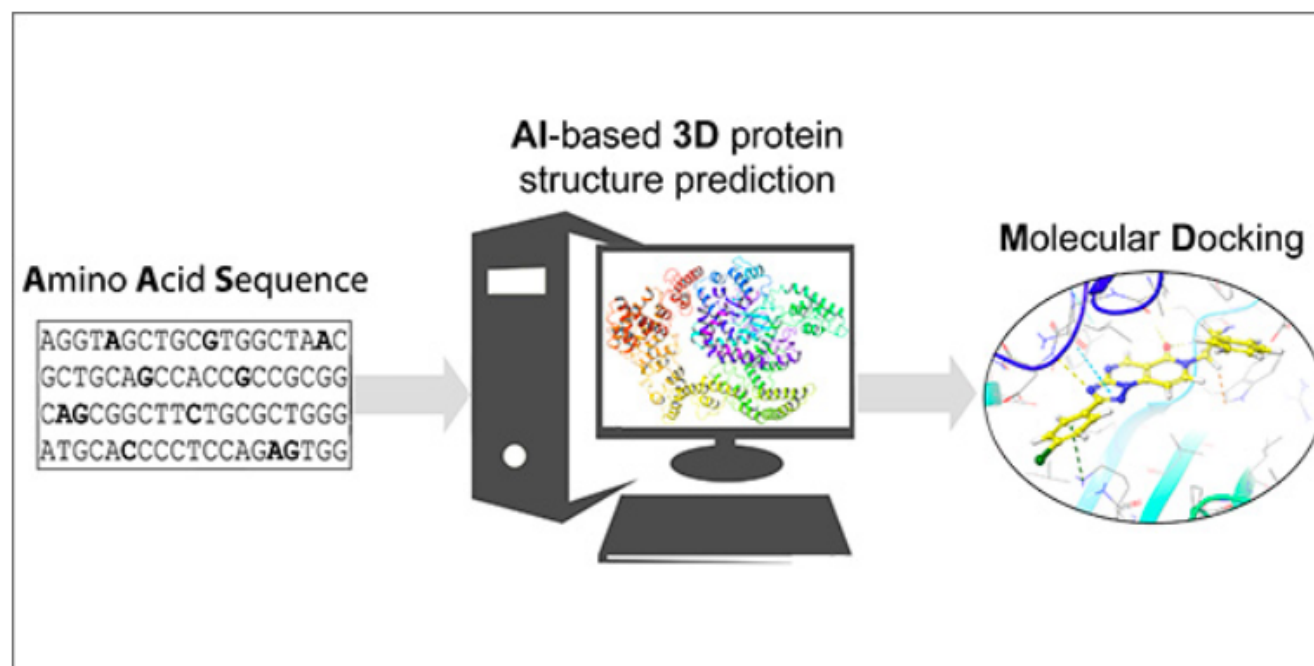 Amino Acid Sequence
AGGTAGCTGCGTGGCTAAC
GCTGCAGCCACCGCCGCGG
CAGCGGCTTCTGCGCTGGG
ATGCACCCCTCCAGAGTGG
AI-based 3D protein
structure prediction
Molecular Docking